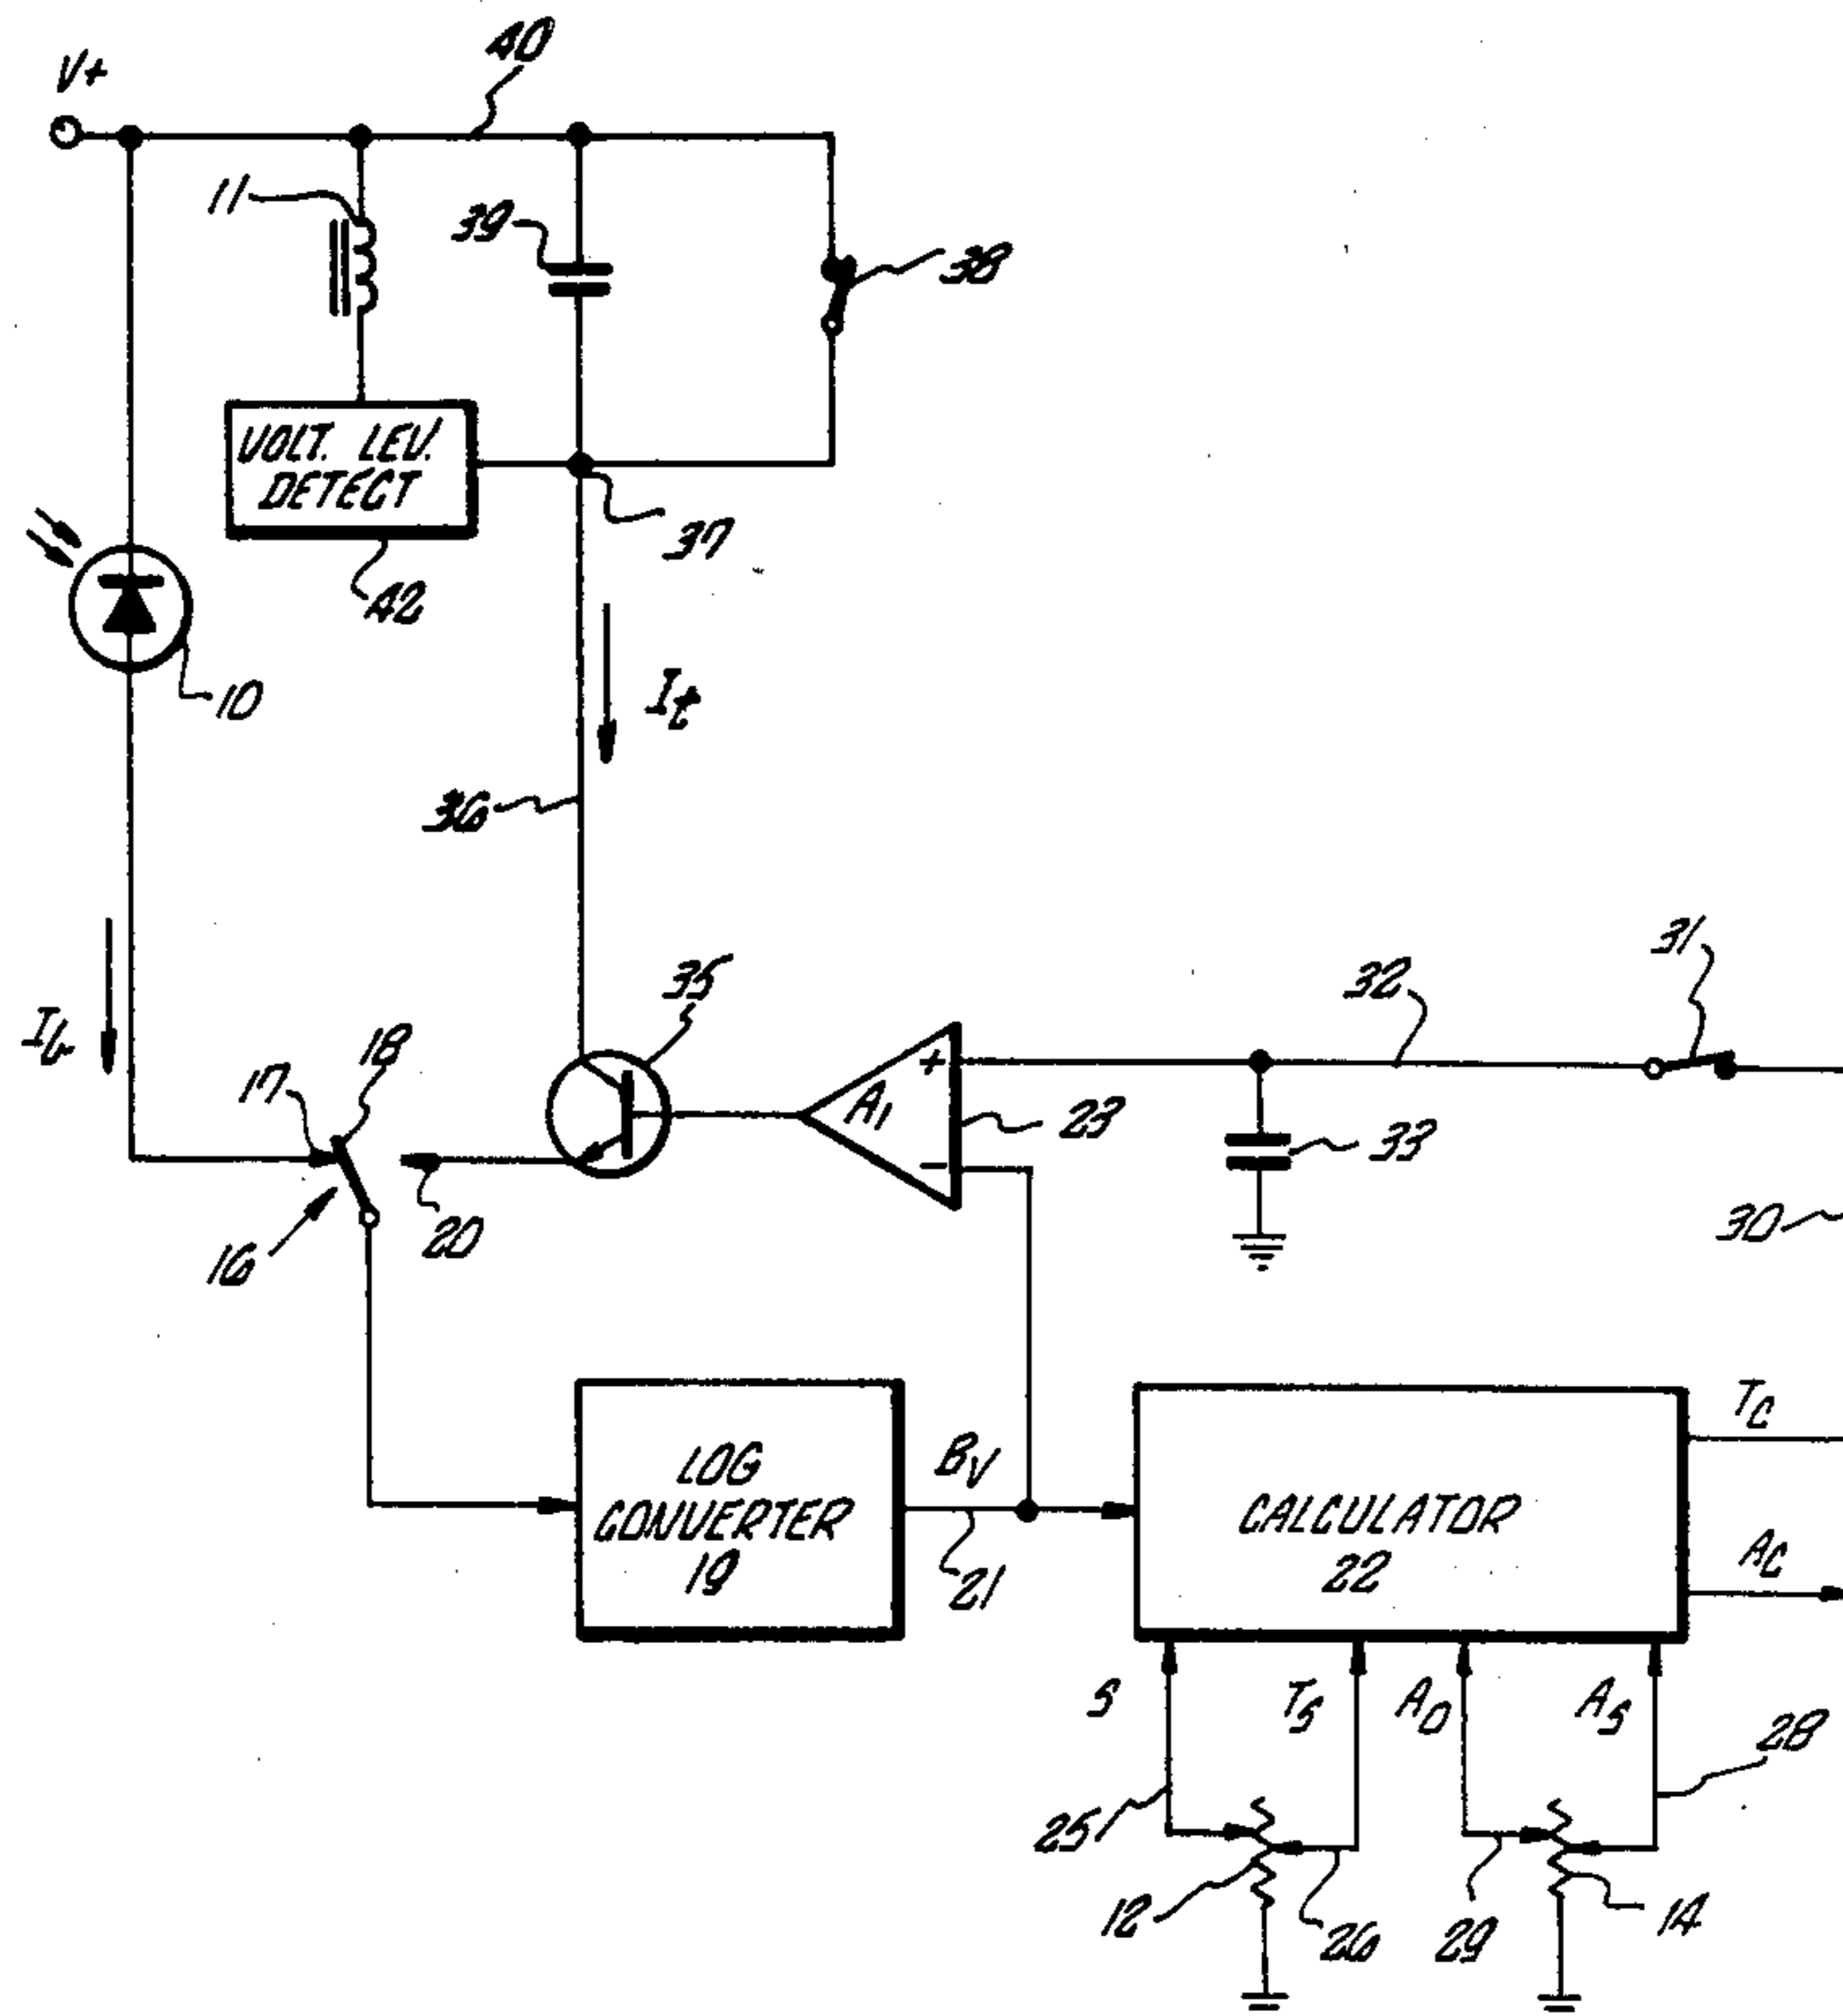 40
V+
11
39
38
VOLT. LEV.
DETECT
37
42
10
It
36
31
35
32
Ib
18
17
+
A1
23
33
−
20
30
16
TC
LOG
CONVERTER
19
BV
21
CALCULATOR
22
AC
S
TS
AO
AS
28
25
12
26
29
14